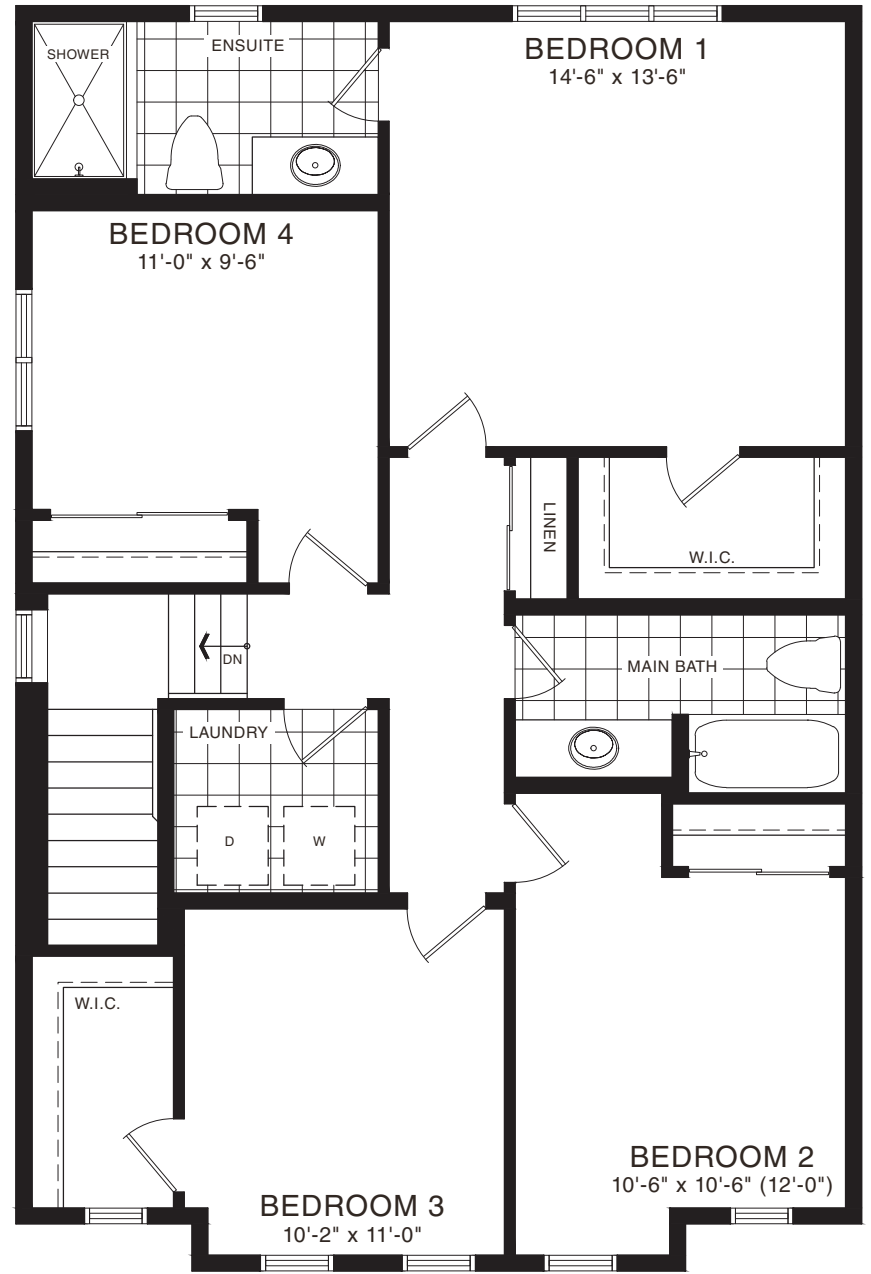 SHOWER
ENSUITE
BEDROOM 1
14'-6" x 13'-6"
BEDROOM 4
11'-0" x 9'-6"
LINEN
W.I.C.
DN
MAIN BATH
LAUNDRY
D
W
W.I.C.
BEDROOM 2
10'-6" x 10'-6" (12'-0")
BEDROOM 3
10'-2" x 11'-0"